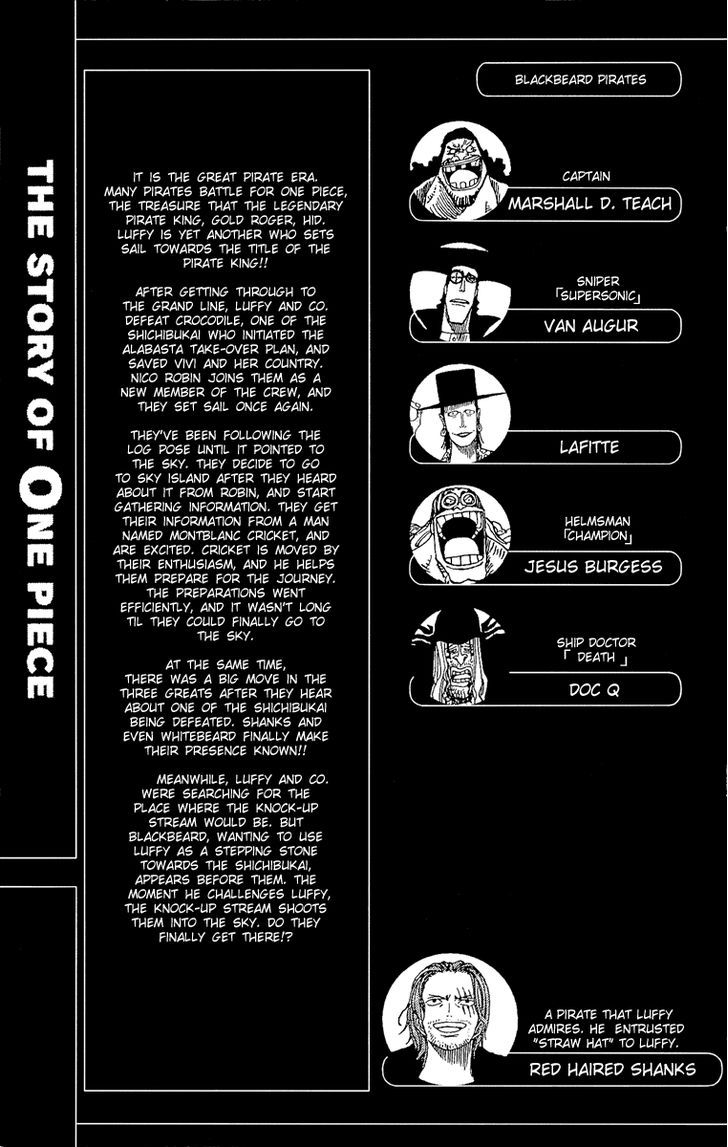 THE STORY OF ONE PIECE
IT IS THE GREAT PIRATE ERA.
MANY PIRATES BATTLE FOR ONE PIECE,
THE TREASURE THAT THE LEGENDARY
PIRATE KING, GOLD ROGER, HID.
LUFFY IS YET ANOTHER WHO SETS
SAIL TOWARDS THE TITLE OF THE
PIRATE KING!!
AFTER GETTING THROUGH TO
THE GRAND LINE, LUFFY AND CO.
DEFEAT CROCODILE, ONE OF THE
SHICHIBUKAI WHO INITIATED THE
ALABASTA TAKE-OVER PLAN, AND
SAVED VIVI AND HER COUNTRY.
NICO ROBIN JOINS THEM AS A
NEW MEMBER OF THE CREW, AND
THEY SET SAIL ONCE AGAIN.
THEY'VE BEEN FOLLOWING THE
LOG POSE UNTIL IT POINTED TO
THE SKY. THEY DECIDE TO GO
TO SKY ISLAND AFTER THEY HEARD
ABOUT IT FROM ROBIN, AND START
GATHERING INFORMATION. THEY GET
THEIR INFORMATION FROM A MAN
NAMED MONTBLANC CRICKET, AND
ARE EXCITED. CRICKET IS MOVED BY
THEIR ENTHUSIASM, AND HE HELPS
THEM PREPARE FOR THE JOURNEY.
THE PREPARATIONS WENT
EFFICIENTLY, AND IT WASN'T LONG
TIL THEY COULD FINALLY GO TO
THE SKY.
AT THE SAME TIME,
THERE WAS A BIG MOVE IN THE
THREE GREATS AFTER THEY HEAR
ABOUT ONE OF THE SHICHIBUKAI
BEING DEFEATED. SHANKS AND
EVEN WHITEBEARD FINALLY MAKE
THEIR PRESENCE KNOWN!!
MEANWHILE, LUFFY AND CO.
WERE SEARCHING FOR THE
PLACE WHERE THE KNOCK-UP
STREAM WOULD BE. BUT
BLACKBEARD, WANTING TO USE
LUFFY AS A STEPPING STONE
TOWARDS THE SHICHIBUKAI,
APPEARS BEFORE THEM. THE
MOMENT HE CHALLENGES LUFFY,
THE KNOCK-UP STREAM SHOOTS
THEM INTO THE SKY. DO THEY
FINALLY GET THERE!?
BLACKBEARD PIRATES
CAPTAIN
MARSHALL D. TEACH
SNIPER
「SUPERSONIC」
VAN AUGUR
LAFITTE
HELMSMAN
「CHAMPION」
JESUS BURGESS
SHIP DOCTOR
「 DEATH 」
DOC Q
A PIRATE THAT LUFFY
ADMIRES. HE ENTRUSTED
"STRAW HAT" TO LUFFY.
RED HAIRED SHANKS